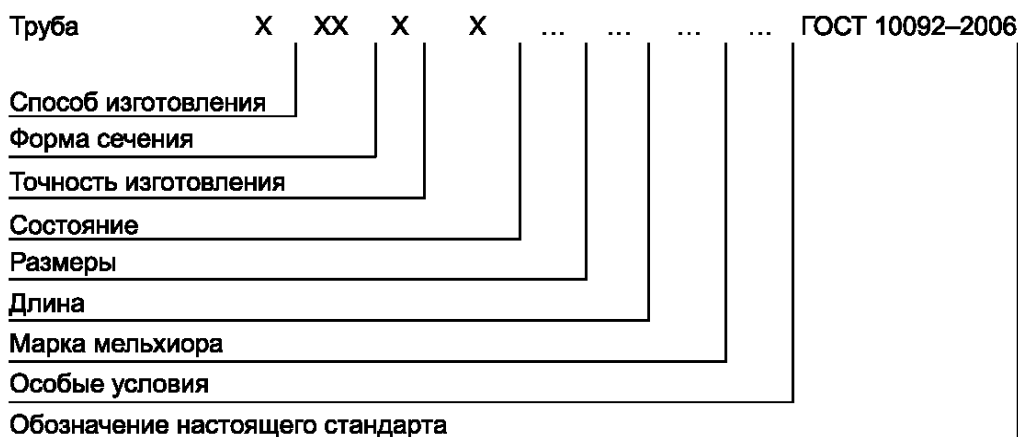 Труба X XX X X ... ... ... ... ГОСТ 10092–2006
Способ изготовления
Форма сечения
Точность изготовления
Состояние
Размеры
Длина
Марка мельхиора
Особые условия
Обозначение настоящего стандарта